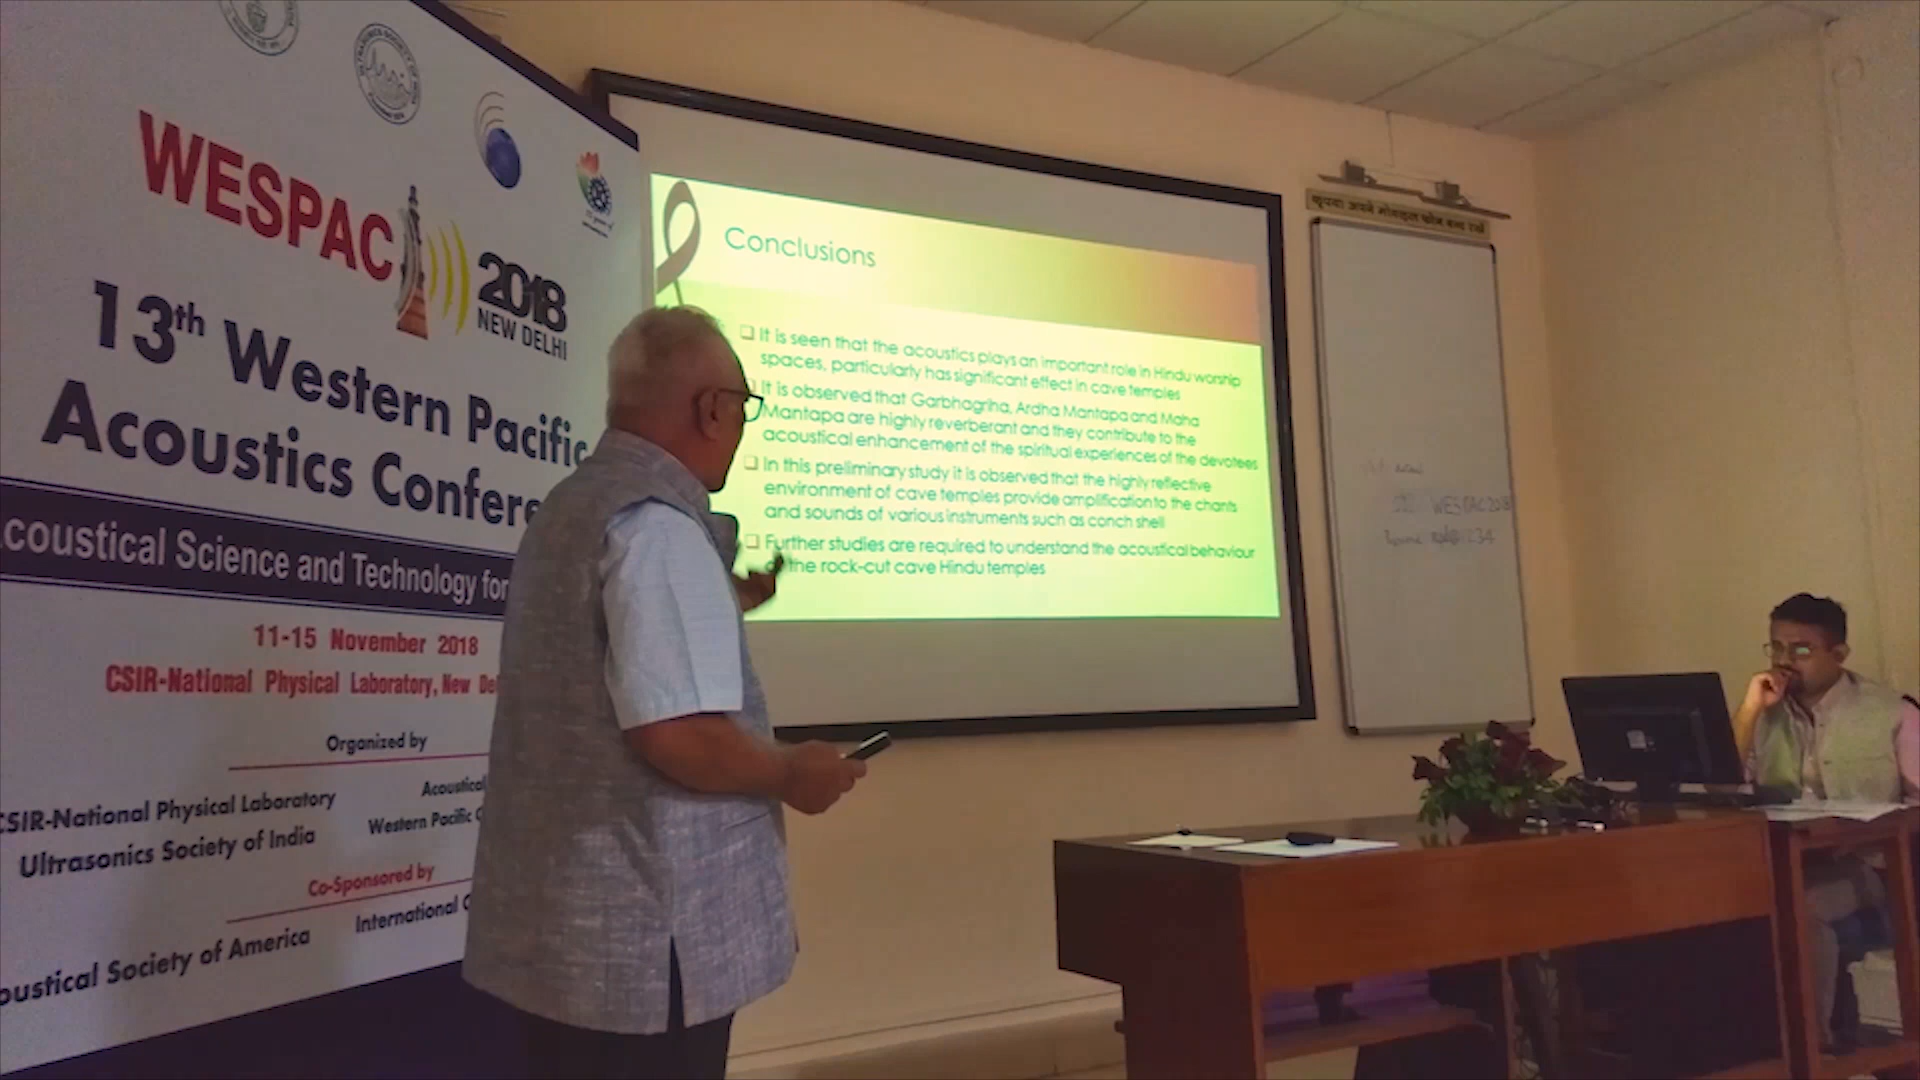 WESPAC
2018
NEW DELHI
13th Western Pacific
Acoustics Confere
coustical Science and Technology for
11-15 November 2018
CSIR-National Physical Laboratory, New Del
Organized by
CSIR-National Physical Laboratory
Acoustical
Ultrasonics Society of India
Western Pacific
Co-Sponsored by
International
oustical Society of America
Conclusions
It is seen that the acoustics plays an important role in Hindu worship
spaces, particularly has significant effect in cave temples
It is observed that Garbhagriha, Ardha Mantapa and Maha
Mantapa are highly reverberant and they contribute to the
acoustical enhancement of the spiritual experiences of the devotees
In this preliminary study it is observed that the highly reflective
environment of cave temples provide amplification to the chants
and sounds of various instruments such as conch shell
Further studies are required to understand the acoustical behaviour
the rock-cut cave Hindu temples
कृपया अपने मोबाइल फोन बन्द रखें
WESPAC 2018